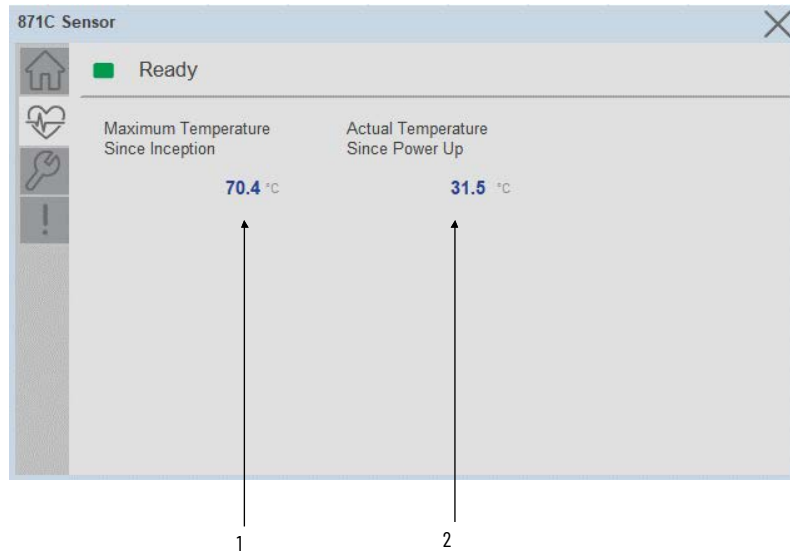 871C Sensor
Ready
Maximum Temperature
Since Inception
70.4 °C
Actual Temperature
Since Power Up
31.5 °C
1
2